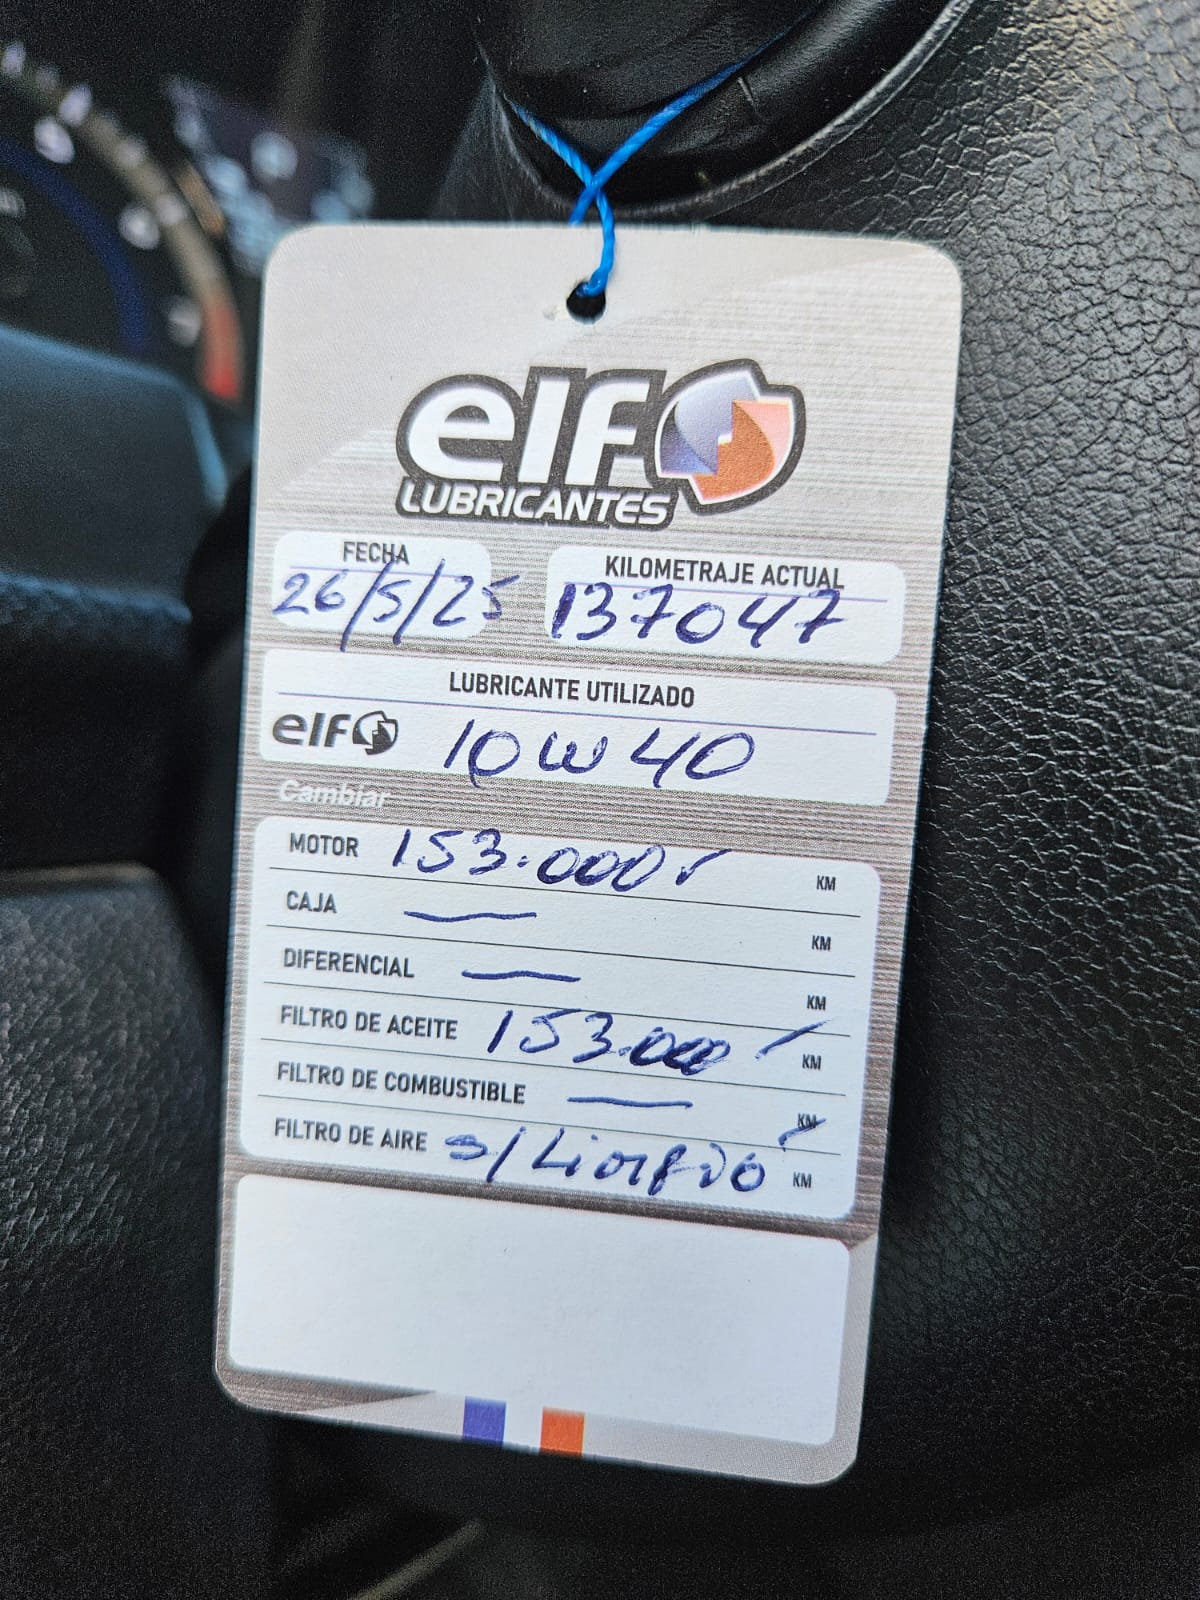 elf
LUBRICANTES
FECHA
26/5/25
KILOMETRAJE ACTUAL
137047
LUBRICANTE UTILIZADO
elf 10W40
Cambiar
MOTOR 153.000 KM
CAJA KM
DIFERENCIAL KM
FILTRO DE ACEITE 153.000 KM
FILTRO DE COMBUSTIBLE KM
FILTRO DE AIRE KM